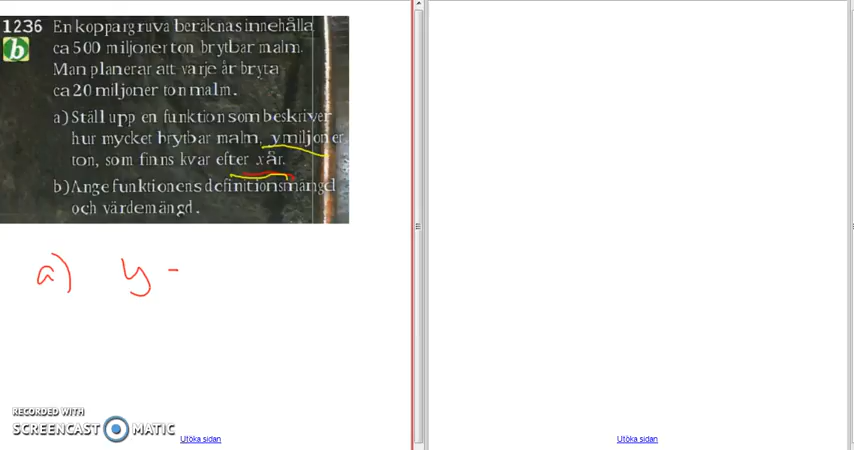 1236 En koppargruva beräknas innehålla
b ca 500 miljoner ton brytbar malm.
Man planerar att varje år bryta
ca 20 miljoner ton malm.
a) Ställ upp en funktion som beskriver
hur mycket brytbar malm, y miljoner
ton, som finns kvar efter x år.
b) Ange funktionens definitionsmängd
och värdemängd.
a) y -
RECORDED WITH
SCREENCAST MATIC
Utöka sidan
Utöka sidan